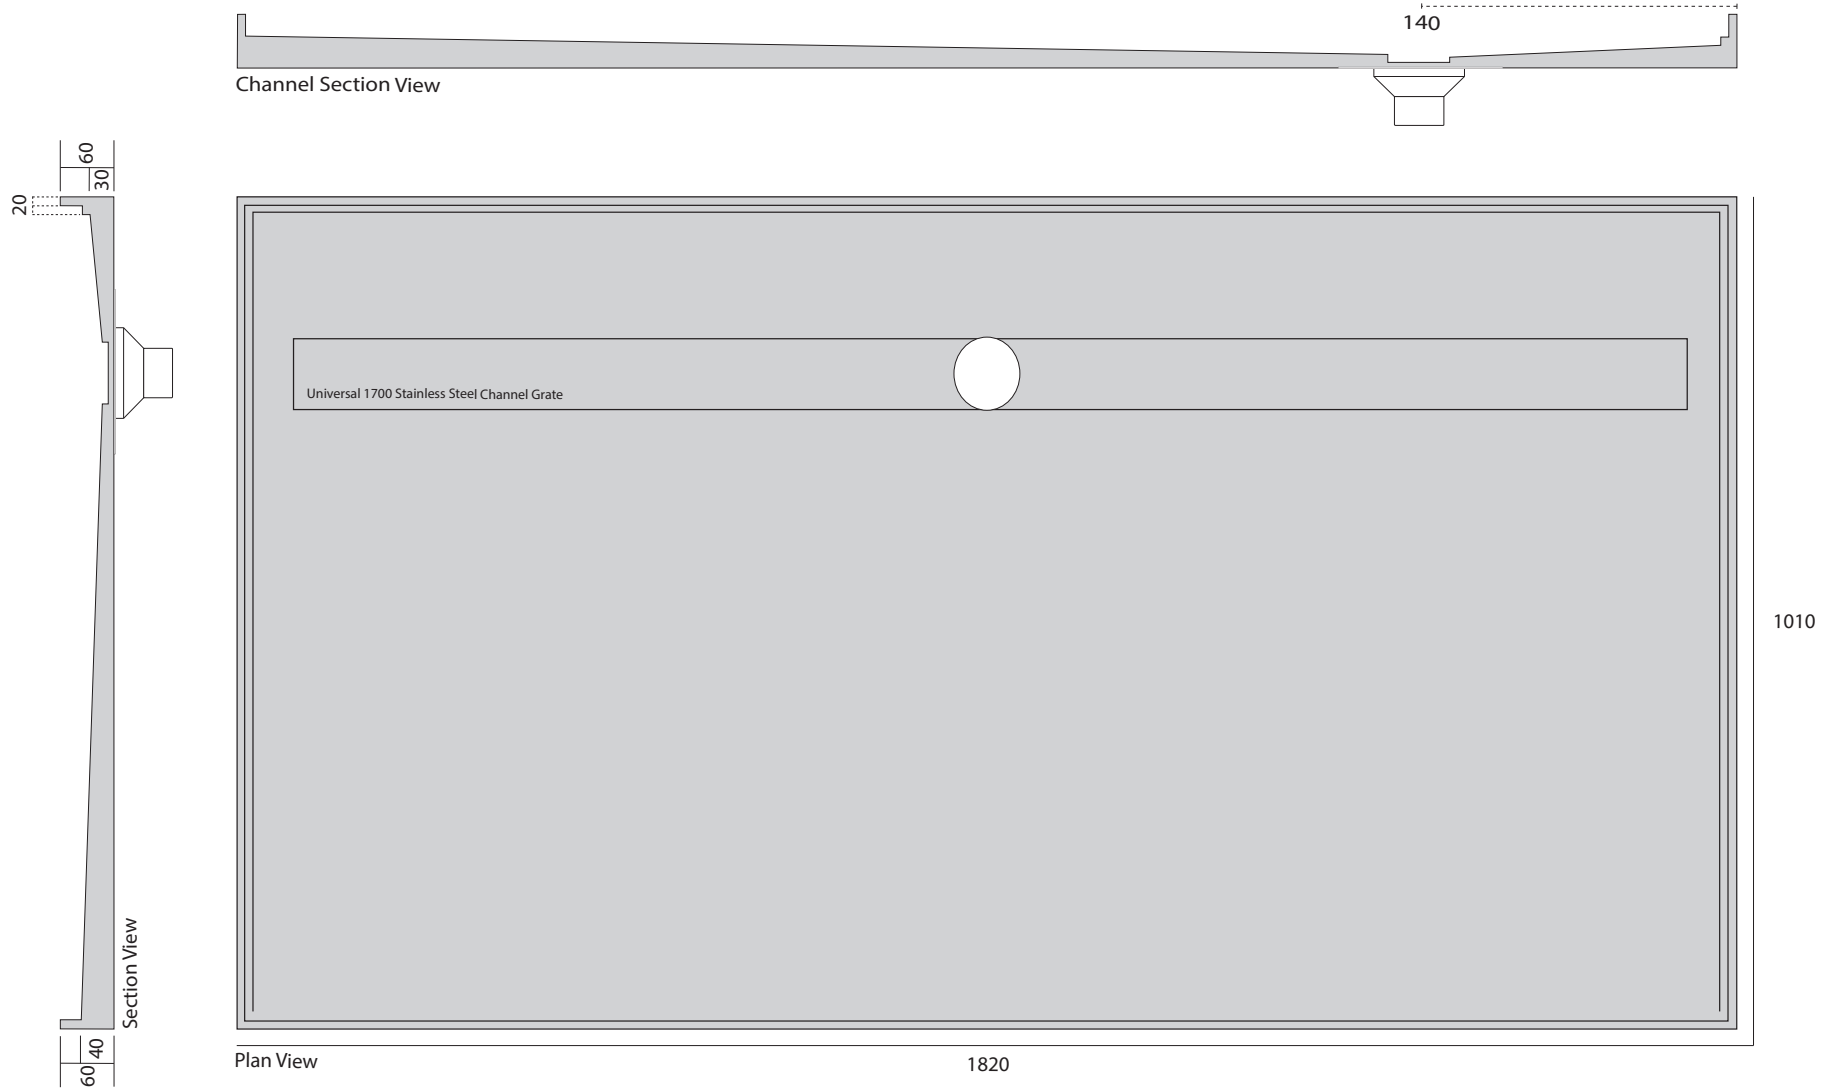 140
Channel Section View
60
30
20
Universal 1700 Stainless Steel Channel Grate
1010
Section View
40
60
Plan View
1820